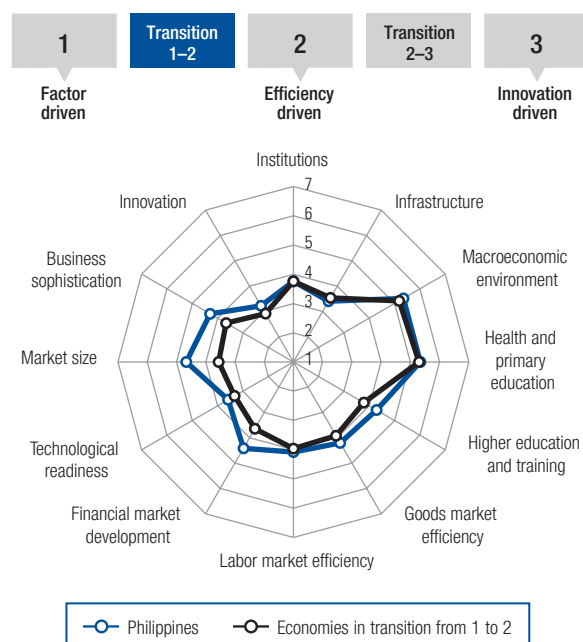 1
Transition
1–2
2
Transition
2–3
3
Factor
driven
Efficiency
driven
Innovation
driven
Institutions
Innovation
Infrastructure
Business
sophistication
Macroeconomic
environment
Market size
Health and
primary
education
Technological
readiness
Higher education
and training
Financial market
development
Goods market
efficiency
Labor market efficiency
7
6
5
4
3
2
1
Philippines
Economies in transition from 1 to 2